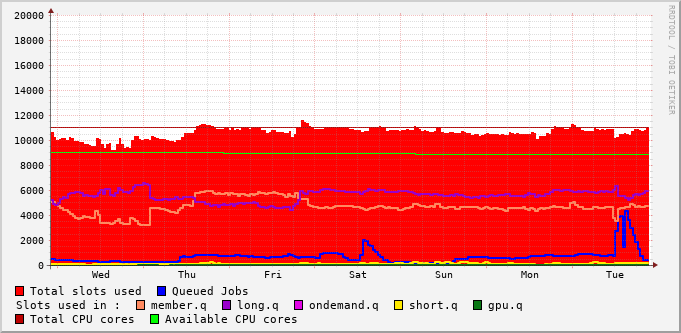 RRDTOOL / TOBI OETIKER
20000
18000
16000
14000
12000
10000
8000
6000
4000
2000
0
Wed Thu Fri Sat Sun Mon Tue
Total slots used Queued Jobs
Slots used in : member.q long.q ondemand.q short.q gpu.q
Total CPU cores Available CPU cores